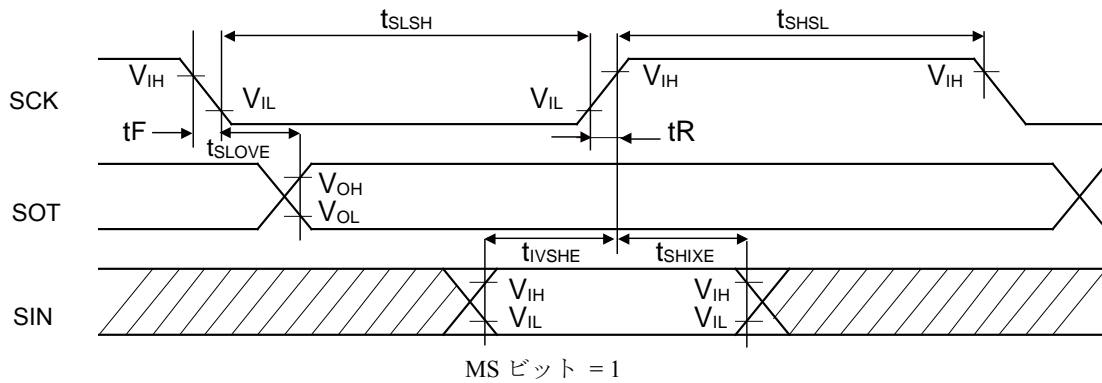 tSLSH
tSHSL
SCK
VIH
VIL
VIL
VIH
VIH
tF
tSLOVE
tR
SOT
VOH
VOL
tIVSHE
tSHIXE
SIN
VIH
VIL
VIH
VIL
MS ビット = 1